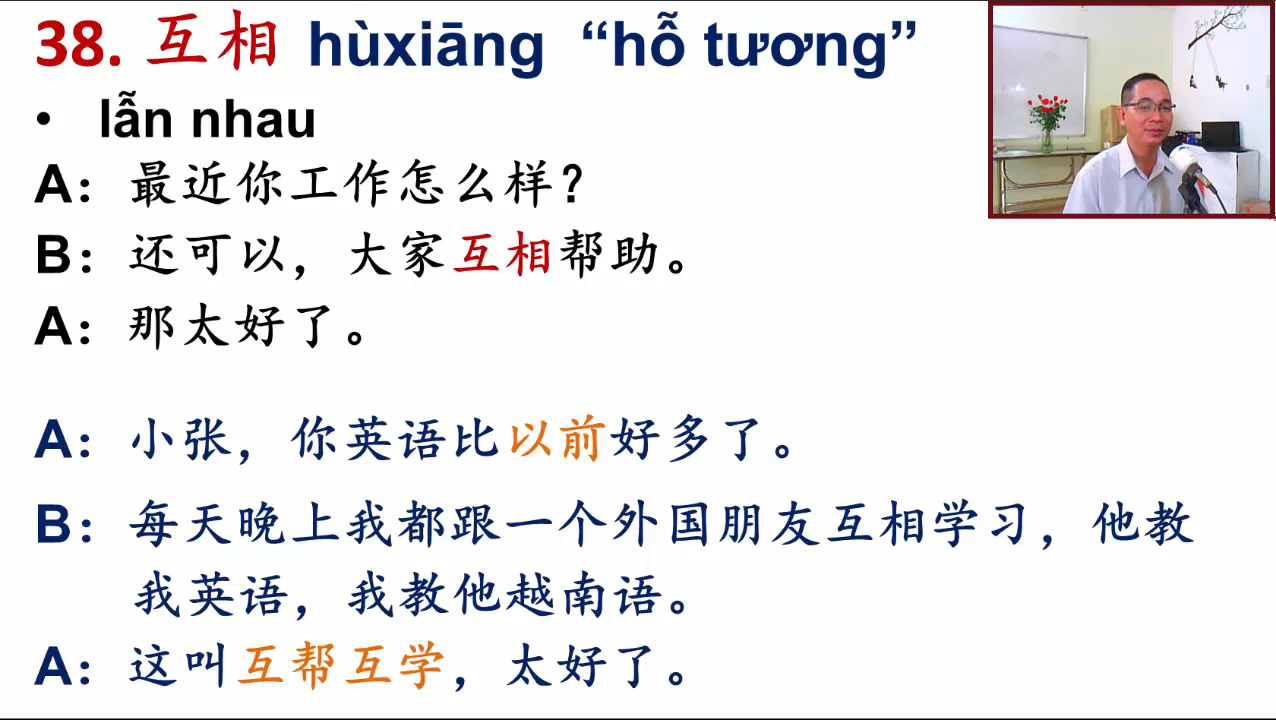 38. 互相 hùxiāng “hỗ tương”
• lẫn nhau
A：最近你工作怎么样？
B：还可以，大家互相帮助。
A：那太好了。
A：小张，你英语比以前好多了。
B：每天晚上我都跟一个外国朋友互相学习，他教
我英语，我教他越南语。
A：这叫互帮互学，太好了。